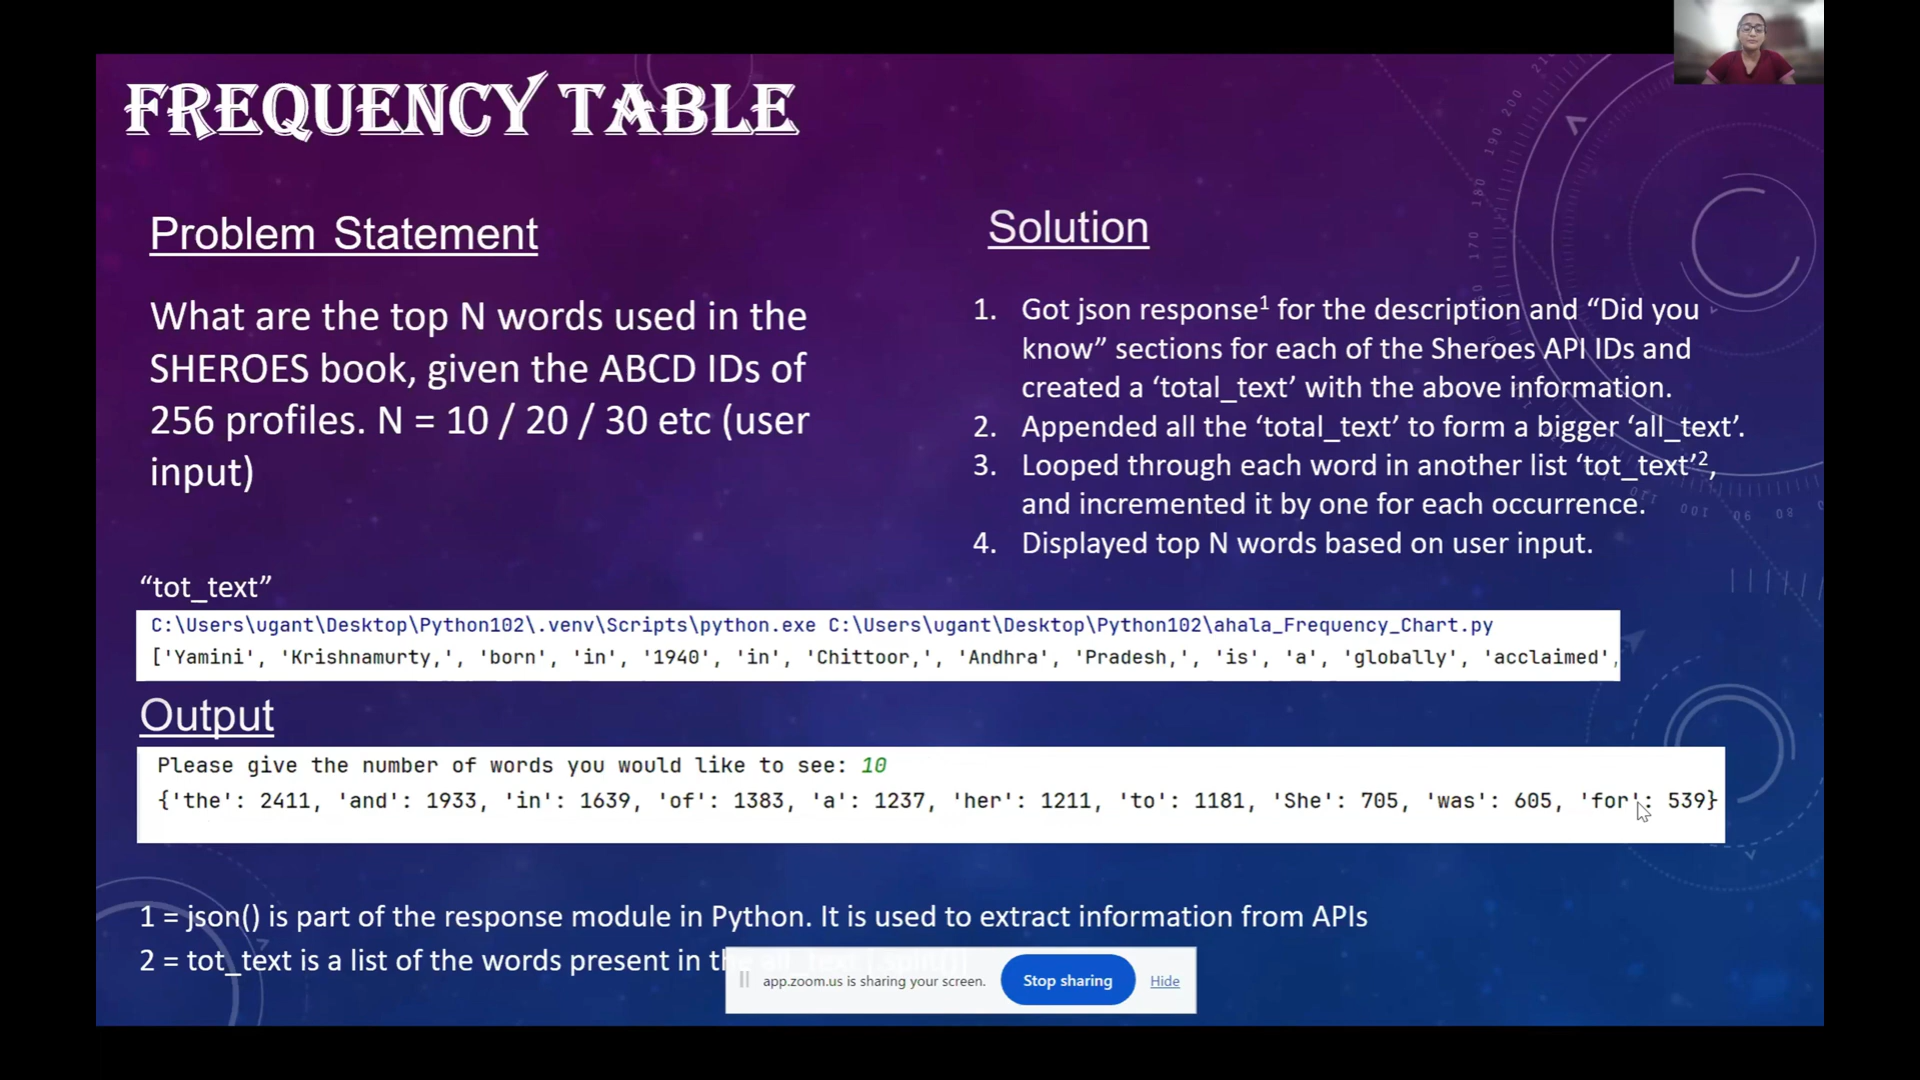 FREQUENCY TABLE
Problem Statement
What are the top N words used in the
SHEROES book, given the ABCD IDs of
256 profiles. N = 10 / 20 / 30 etc (user
input)
Solution
1. Got json response¹ for the description and “Did you
know” sections for each of the Sheroes API IDs and
created a ‘total_text’ with the above information.
2. Appended all the ‘total_text’ to form a bigger ‘all_text’.
3. Looped through each word in another list ‘tot_text’²,
and incremented it by one for each occurrence.
4. Displayed top N words based on user input.
“tot_text”
C:\Users\ugant\Desktop\Python102\.venv\Scripts\python.exe C:\Users\ugant\Desktop\Python102\ahala_Frequency_Chart.py
['Yamini', 'Krishnamurty,', 'born', 'in', '1940', 'in', 'Chittoor,', 'Andhra', 'Pradesh,', 'is', 'a', 'globally', 'acclaimed',
Output
Please give the number of words you would like to see: 10
{'the': 2411, 'and': 1933, 'in': 1639, 'of': 1383, 'a': 1237, 'her': 1211, 'to': 1181, 'She': 705, 'was': 605, 'for': 539}
1 = json() is part of the response module in Python. It is used to extract information from APIs
2 = tot_text is a list of the words present in
app.zoom.us is sharing your screen.
Stop sharing
Hide